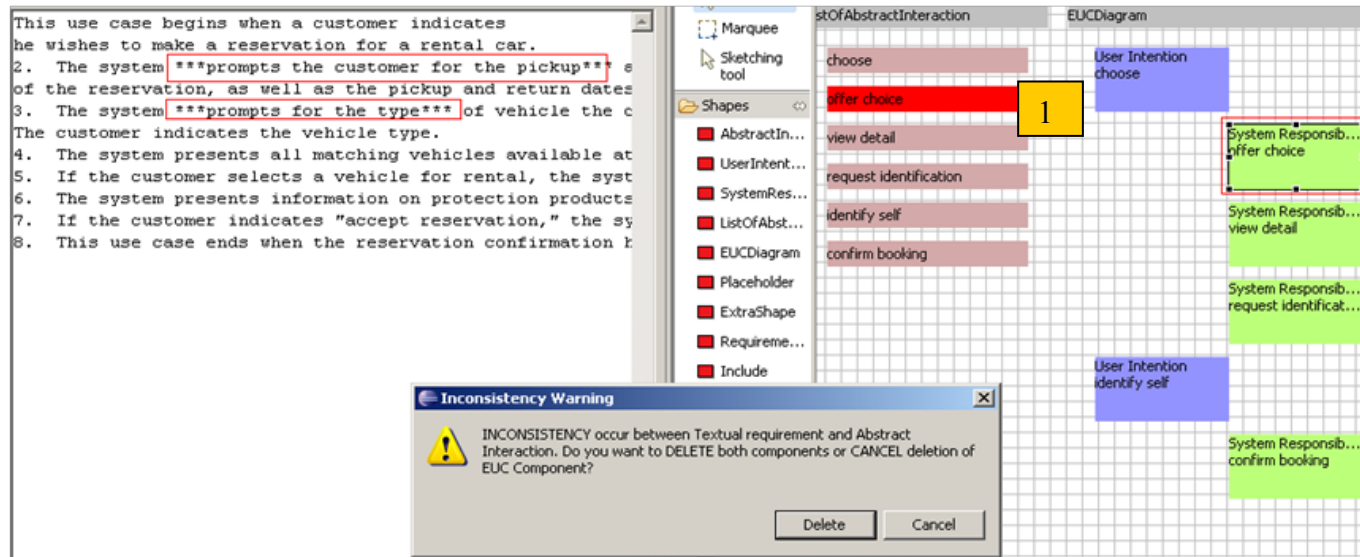 This use case begins when a customer indicates
he wishes to make a reservation for a rental car.
2. The system ***prompts the customer for the pickup*** s
of the reservation, as well as the pickup and return dates
3. The system ***prompts for the type*** of vehicle the c
The customer indicates the vehicle type.
4. The system presents all matching vehicles available at
5. If the customer selects a vehicle for rental, the syst
6. The system presents information on protection products
7. If the customer indicates "accept reservation," the sy
8. This use case ends when the reservation confirmation h
Marquee
Sketching
tool
Shapes
AbstractIn...
UserIntent...
SystemRes...
ListOfAbst...
EUCDiagram
Placeholder
ExtraShape
Requireme...
Include
stOfAbstractInteraction
choose
offer choice
1
view detail
request identification
identify self
confirm booking
EUCDiagram
User Intention
choose
System Responsib...
offer choice
System Responsib...
view detail
System Responsib...
request identificat...
User Intention
identify self
System Responsib...
confirm booking
Inconsistency Warning
INCONSISTENCY occur between Textual requirement and Abstract
Interaction. Do you want to DELETE both components or CANCEL deletion of
EUC Component?
Delete
Cancel